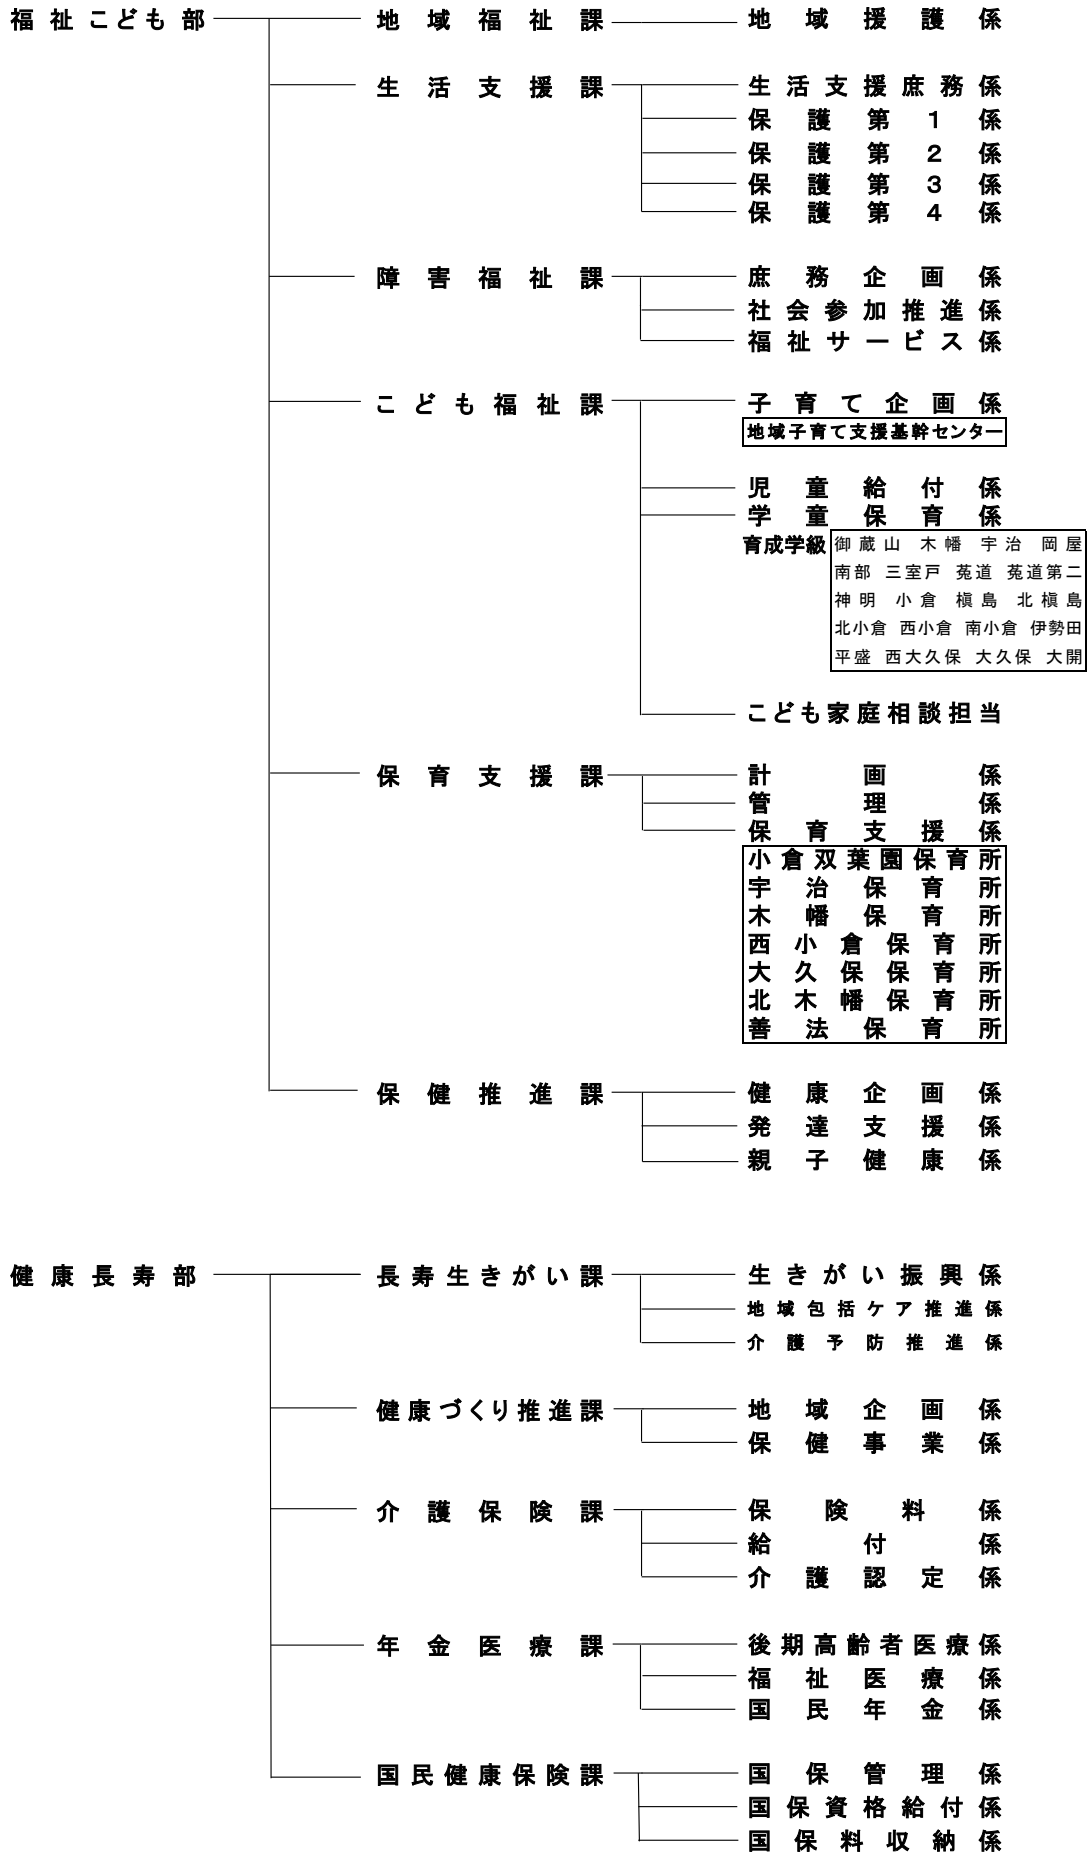 福祉こども部 地域福祉課 地域援護係
生活支援課 生活支援庶務係
保護第1係
保護第2係
保護第3係
保護第4係
障害福祉課 庶務企画係
社会参加推進係
福祉サービス係
こども福祉課 子育て企画係
地域子育て支援基幹センター
児童給付係
学童保育係
育成学級 御蔵山 木幡 宇治 岡屋
南部 三室戸 菟道 菟道第二
神明 小倉 槇島 北槇島
北小倉 西小倉 南小倉 伊勢田
平盛 西大久保 大久保 大開
こども家庭相談担当
保育支援課 計画係
管理係
保育支援係
小倉双葉園保育所
宇治保育所
木幡保育所
西小倉保育所
大久保保育所
北木幡保育所
善法保育所
保健推進課 健康企画係
発達支援係
親子健康係
健康長寿部 長寿生きがい課 生きがい振興係
地域包括ケア推進係
介護予防推進係
健康づくり推進課 地域企画係
保健事業係
介護保険課 保険料係
給付係
介護認定係
年金医療課 後期高齢者医療係
福祉医療係
国民年金係
国民健康保険課 国保管理係
国保資格給付係
国保料収納係